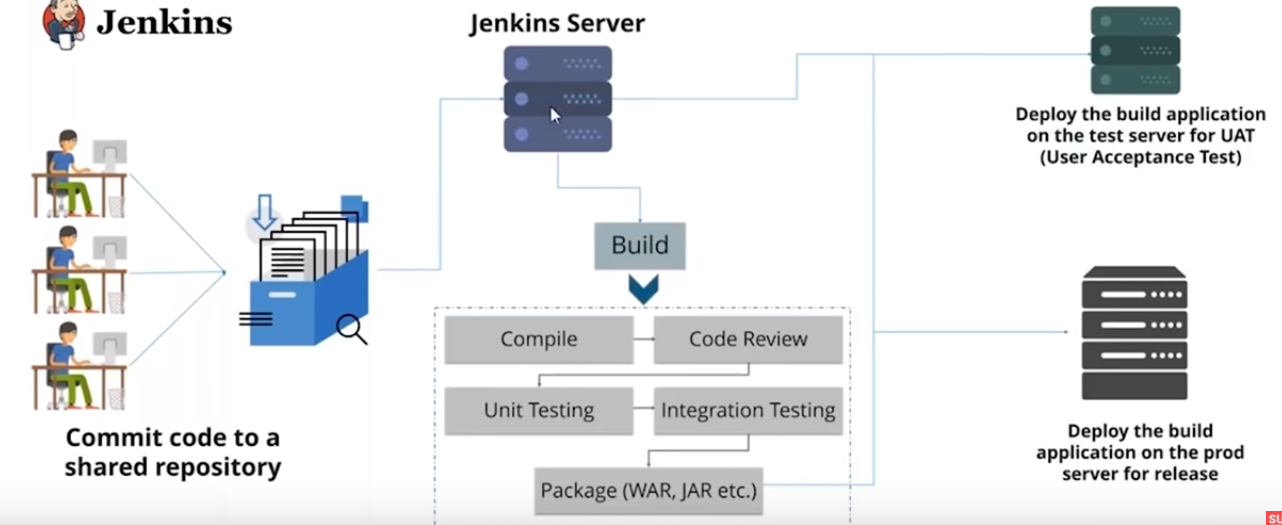 Jenkins
Jenkins Server
Deploy the build application
on the test server for UAT
(User Acceptance Test)
Build
Compile
Code Review
Unit Testing
Integration Testing
Package (WAR, JAR etc.)
Commit code to a
shared repository
Deploy the build
application on the prod
server for release